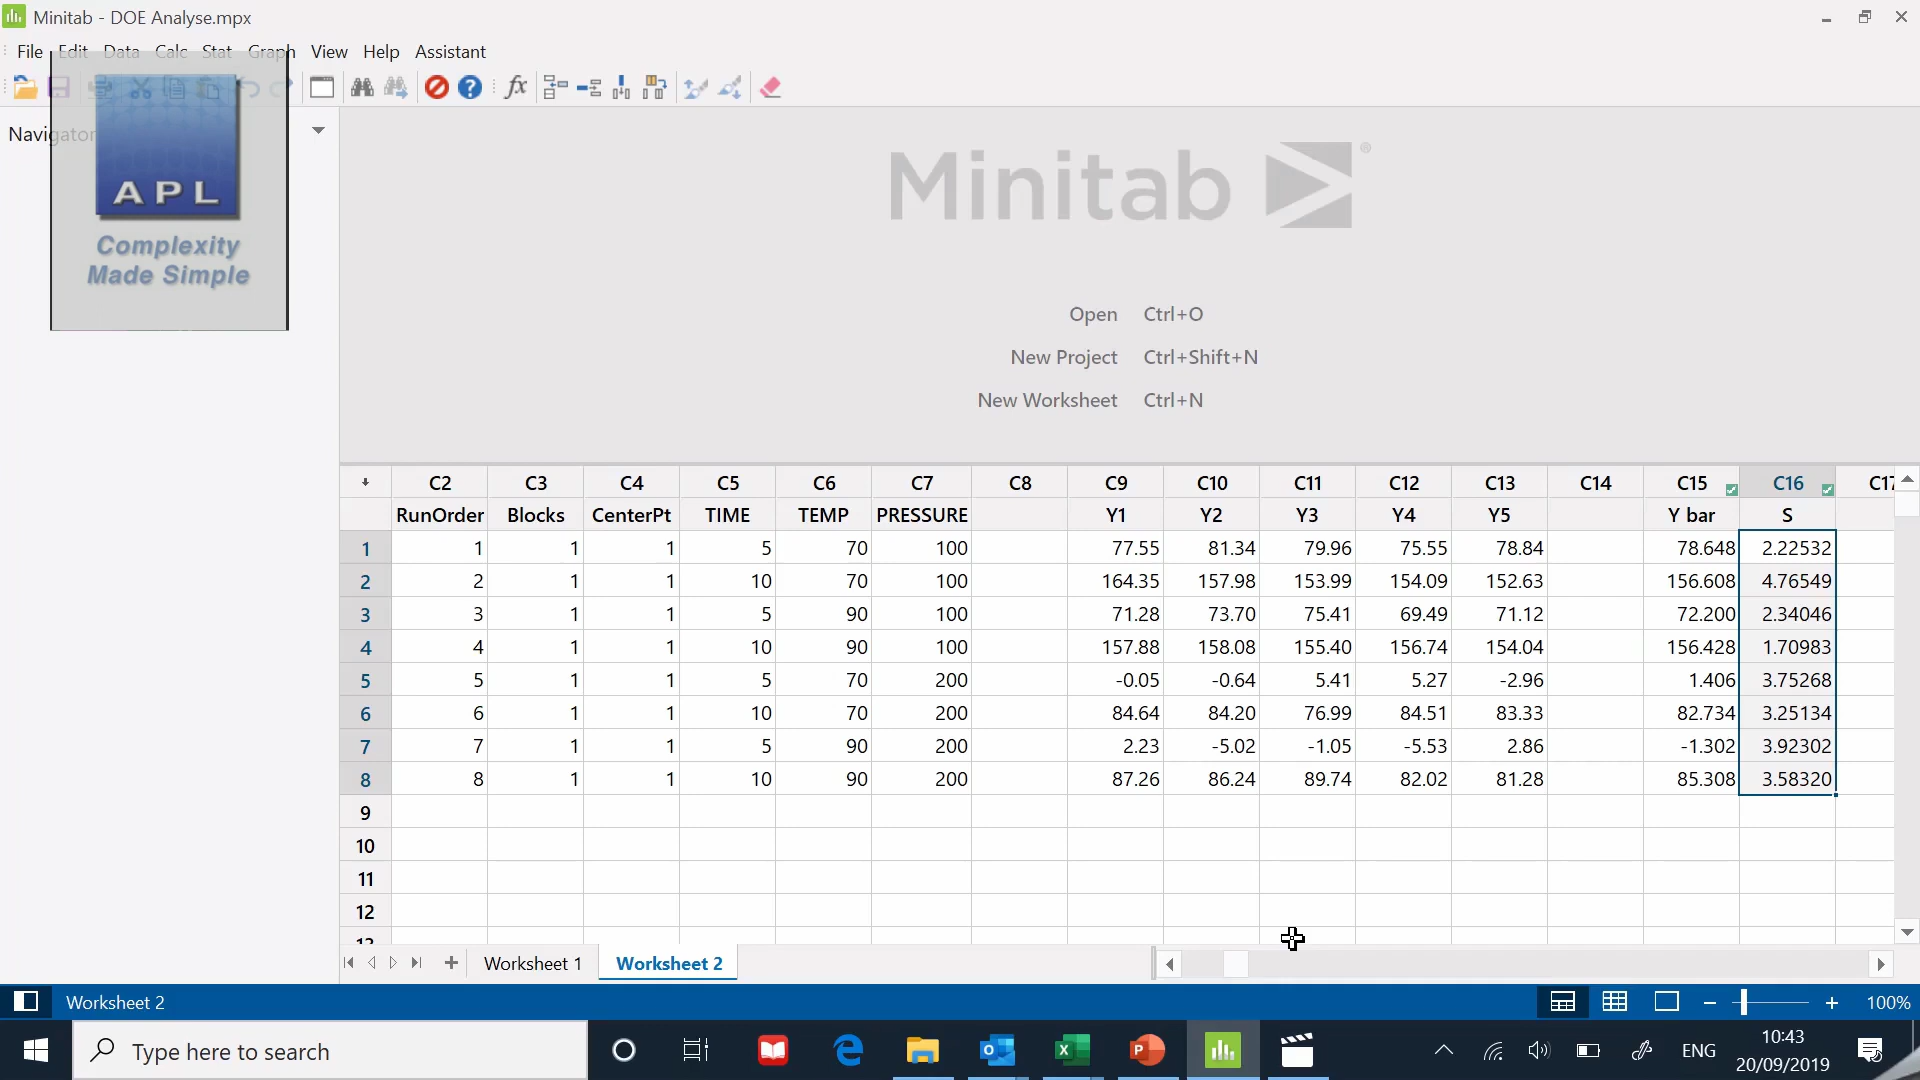 Minitab - DOE Analyse.mpx
File Edit Data Calc Stat Graph View Help Assistant
fx
Navigator
APL
Complexity
Made Simple
Minitab ®
Open Ctrl+O
New Project Ctrl+Shift+N
New Worksheet Ctrl+N
C2 C3 C4 C5 C6 C7 C8 C9 C10 C11 C12 C13 C14 C15 C16 C17
RunOrder Blocks CenterPt TIME TEMP PRESSURE Y1 Y2 Y3 Y4 Y5 Y bar S
1 1 1 1 5 70 100 77.55 81.34 79.96 75.55 78.84 78.648 2.22532
2 2 1 1 10 70 100 164.35 157.98 153.99 154.09 152.63 156.608 4.76549
3 3 1 1 5 90 100 71.28 73.70 75.41 69.49 71.12 72.200 2.34046
4 4 1 1 10 90 100 157.88 158.08 155.40 156.74 154.04 156.428 1.70983
5 5 1 1 5 70 200 -0.05 -0.64 5.41 5.27 -2.96 1.406 3.75268
6 6 1 1 10 70 200 84.64 84.20 76.99 84.51 83.33 82.734 3.25134
7 7 1 1 5 90 200 2.23 -5.02 -1.05 -5.53 2.86 -1.302 3.92302
8 8 1 1 10 90 200 87.26 86.24 89.74 82.02 81.28 85.308 3.58320
9
10
11
12
Worksheet 1 Worksheet 2
Worksheet 2 100%
Type here to search ENG 10:43
20/09/2019